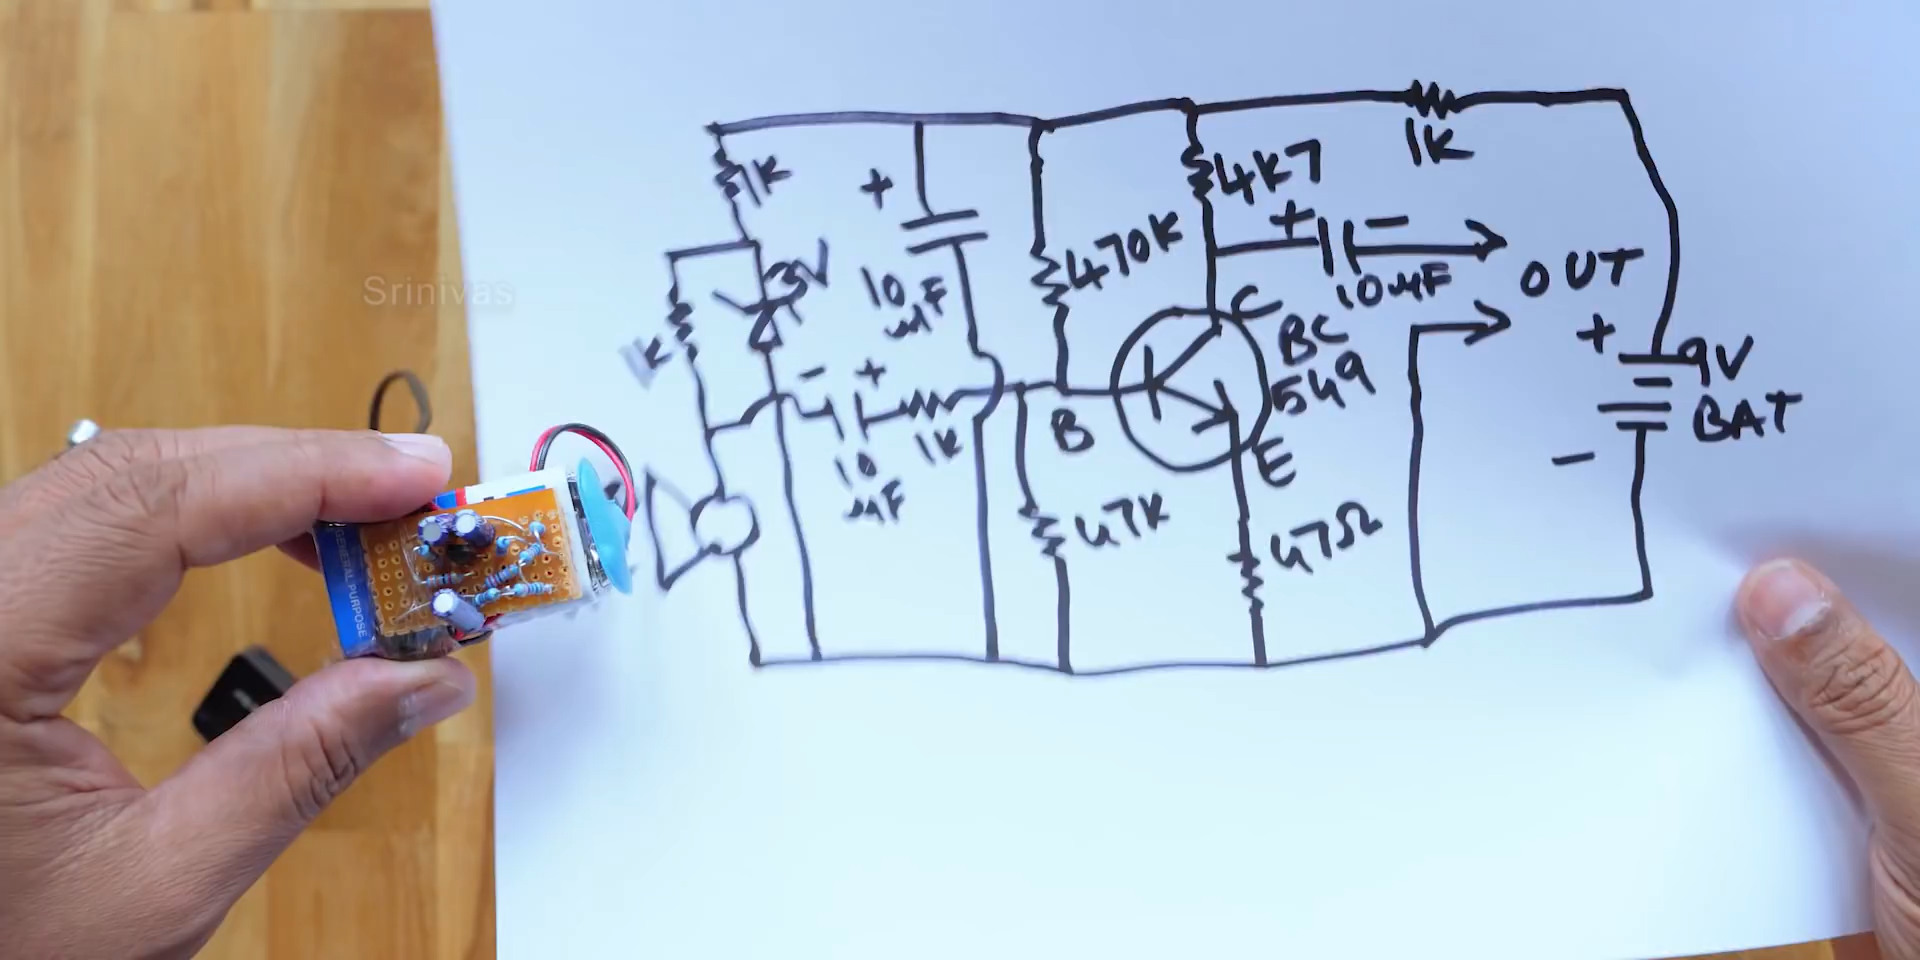 Srinivas
1K
4K7
1K
+
+ -
470K
3V
10
µF
10µF
OUT
C
BC
549
+
9V
BAT
1K
- +
1K
B
E
-
10
µF
47K
47Ω
GENERAL PURPOSE